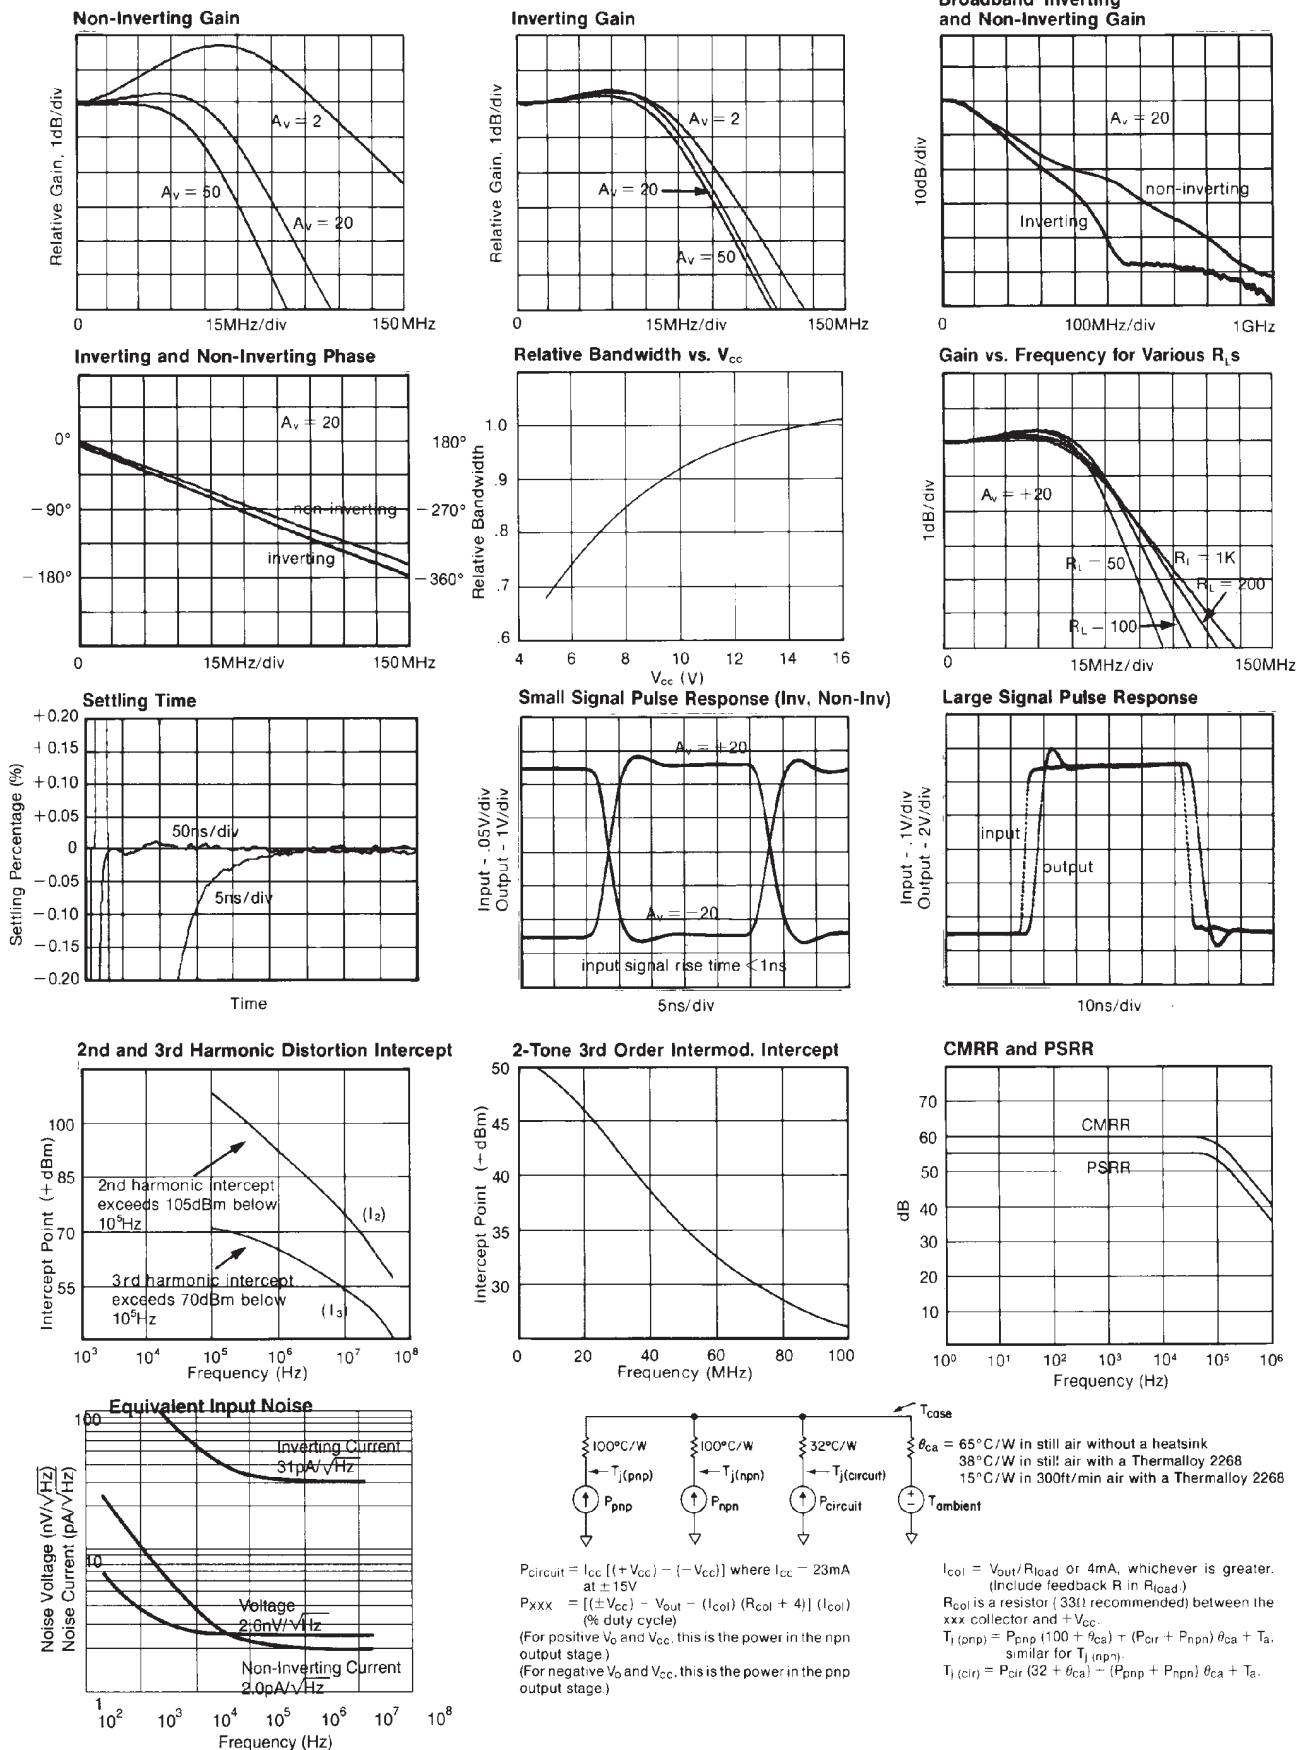 Non-Inverting Gain
Relative Gain, 1dB/div
Av = 2
Av = 50
Av = 20
0
15MHz/div
150MHz
Inverting Gain
Relative Gain, 1dB/div
Av = 2
Av = 20
Av = 50
0
15MHz/div
150MHz
Broadband Inverting
and Non-Inverting Gain
10dB/div
Av = 20
non-inverting
Inverting
0
100MHz/div
1GHz
Inverting and Non-Inverting Phase
Av = 20
0°
−90°
−180°
180°
−270°
−360°
non-inverting
inverting
0
15MHz/div
150MHz
Relative Bandwidth vs. Vcc
Relative Bandwidth
1.0
.9
.8
.7
.6
4 6 8 10 12 14 16
Vcc (V)
Gain vs. Frequency for Various RLs
1dB/div
Av = +20
RL − 50
RL − 1K
RL = 200
RL − 100
0
15MHz/div
150MHz
Settling Time
Settling Percentage (%)
+0.20
+0.15
+0.10
+0.05
0
−0.05
−0.10
−0.15
−0.20
50ns/div
5ns/div
Time
Small Signal Pulse Response (Inv, Non-Inv)
Input - .05V/div
Output - 1V/div
Av = +20
Av = −20
input signal rise time <1ns
5ns/div
Large Signal Pulse Response
Input - .1V/div
Output - 2V/div
input
output
10ns/div
2nd and 3rd Harmonic Distortion Intercept
Intercept Point (+dBm)
100
85
70
55
2nd harmonic intercept
exceeds 105dBm below
10⁵Hz
(I₂)
3rd harmonic intercept
exceeds 70dBm below
10⁵Hz
(I₃)
10³ 10⁴ 10⁵ 10⁶ 10⁷ 10⁸
Frequency (Hz)
2-Tone 3rd Order Intermod. Intercept
Intercept Point (+dBm)
50
45
40
35
30
0 20 40 60 80 100
Frequency (MHz)
CMRR and PSRR
dB
70
60
50
40
30
20
10
CMRR
PSRR
10⁰ 10¹ 10² 10³ 10⁴ 10⁵ 10⁶
Frequency (Hz)
Equivalent Input Noise
Noise Voltage (nV/√Hz)
Noise Current (pA/√Hz)
100
10
1
Inverting Current
31pA/√Hz
Voltage
2.6nV/√Hz
Non-Inverting Current
2.0pA/√Hz
10² 10³ 10⁴ 10⁵ 10⁶ 10⁷ 10⁸
Frequency (Hz)
Tcase
100°C/W
100°C/W
32°C/W
θca = 65°C/W in still air without a heatsink
38°C/W in still air with a Thermalloy 2268
15°C/W in 300ft/min air with a Thermalloy 2268
Tj(pnp)
Tj(npn)
Tj(circuit)
Ppnp
Pnpn
Pcircuit
Tambient
Pcircuit = Icc [(+Vcc) − (−Vcc)] where Icc − 23mA
at ±15V
Pxxx = [(±Vcc) − Vout − (Icol) (Rcol + 4)] (Icol)
(% duty cycle)
(For positive Vo and Vcc, this is the power in the npn
output stage.)
(For negative Vo and Vcc, this is the power in the pnp
output stage.)
Icol = Vout/Rload or 4mA, whichever is greater.
(Include feedback R in Rload.)
Rcol is a resistor (33Ω recommended) between the
xxx collector and +Vcc.
Tj (pnp) = Ppnp (100 + θca) + (Pcir + Pnpn) θca + Ta,
similar for Tj (npn).
Tj (cir) = Pcir (32 + θca) − (Ppnp + Pnpn) θca + Ta.